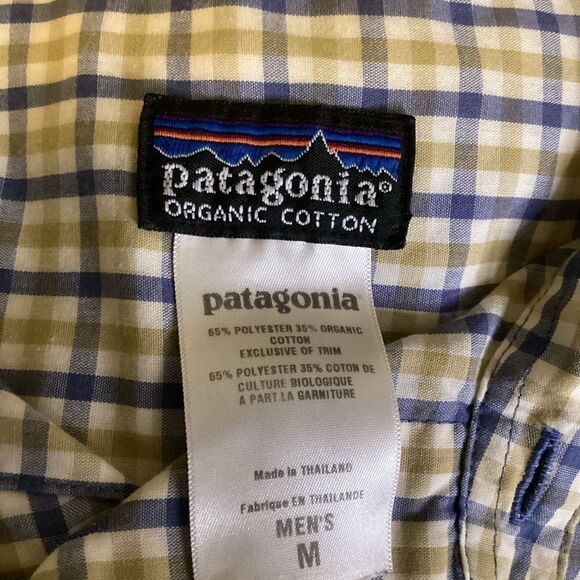 patagonia®
ORGANIC COTTON
patagonia
65% POLYESTER 35% ORGANIC
COTTON
EXCLUSIVE OF TRIM
65% POLYESTER 35% COTON DE
CULTURE BIOLOGIQUE
A PART LA GARNITURE
Made in THAILAND
Fabrique EN THAILANDE
MEN'S
M